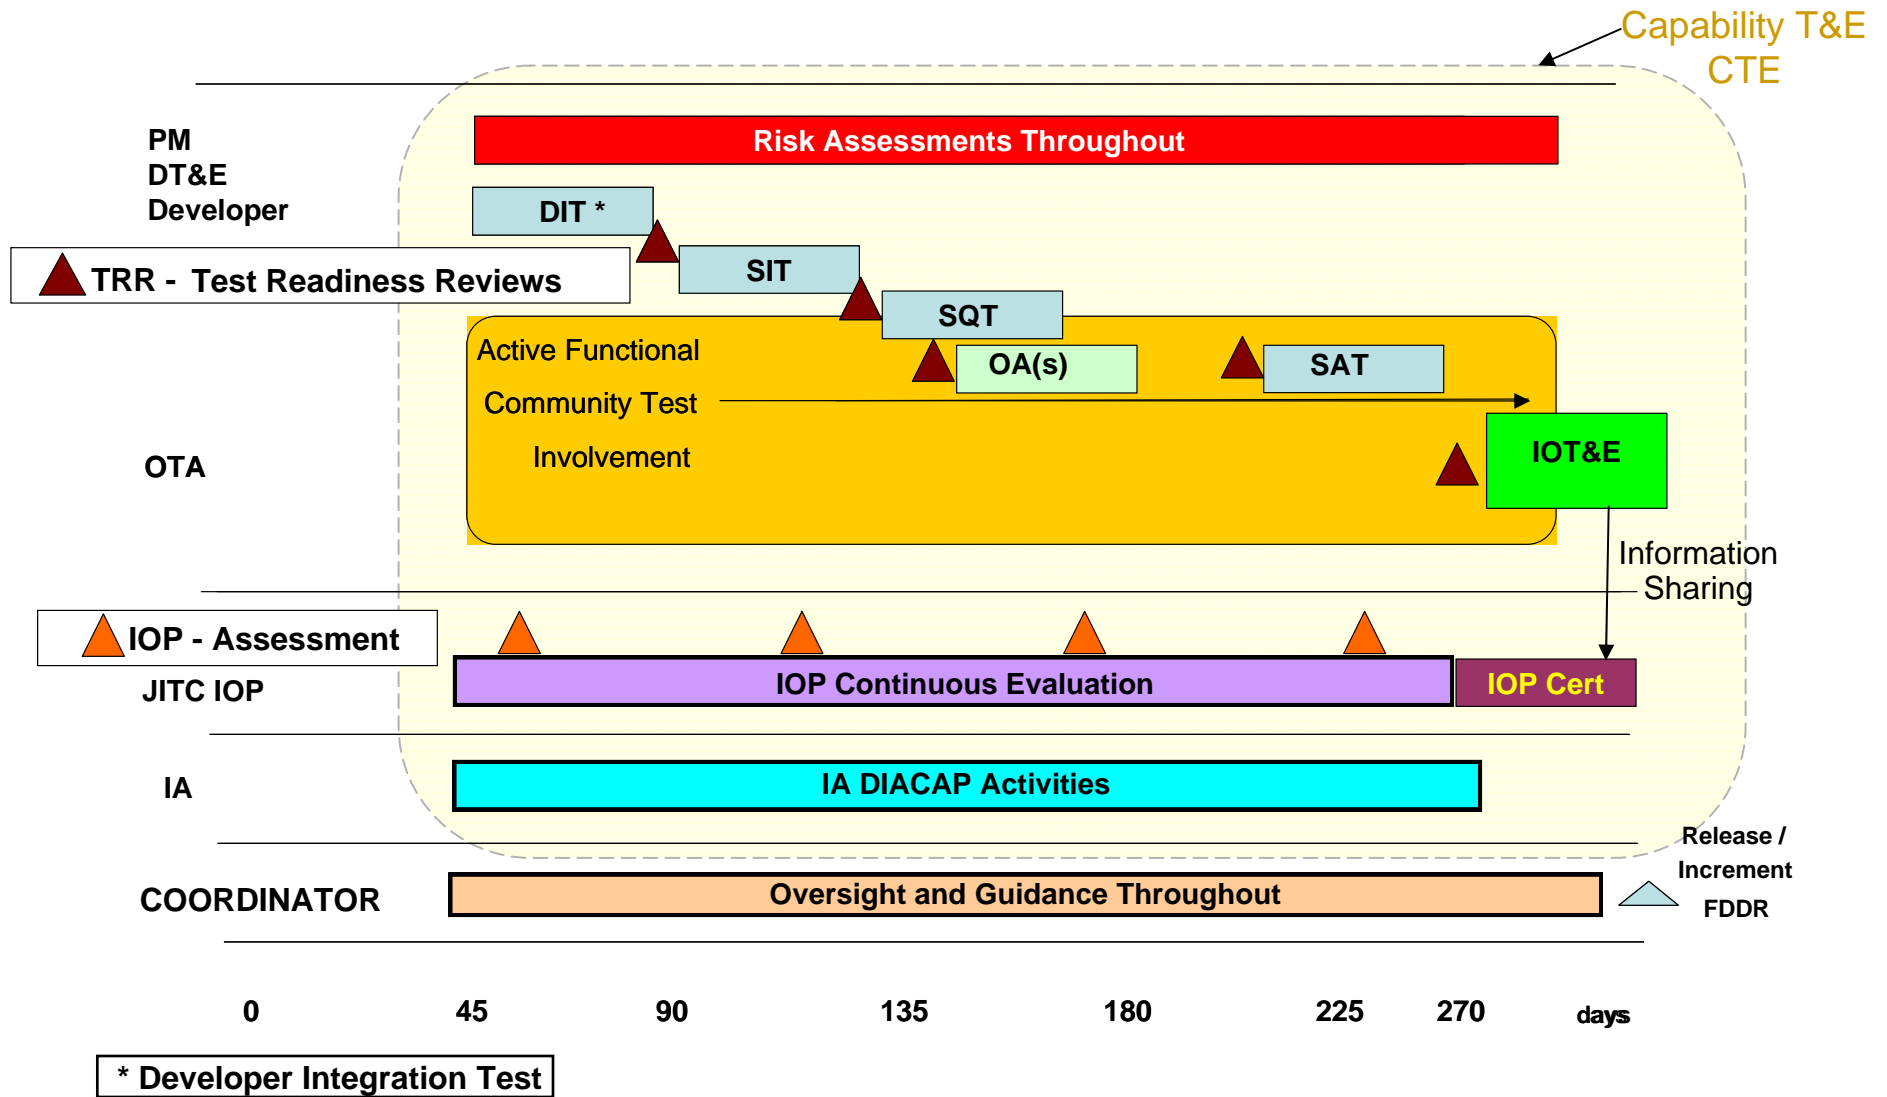 Capability T&E
CTE
PM
DT&E
Developer
Risk Assessments Throughout
DIT *
TRR - Test Readiness Reviews
SIT
SQT
Active Functional
Community Test
Involvement
OA(s)
SAT
OTA
IOT&E
Information
Sharing
IOP - Assessment
JITC IOP
IOP Continuous Evaluation
IOP Cert
IA
IA DIACAP Activities
Release /
Increment
FDDR
COORDINATOR
Oversight and Guidance Throughout
0 45 90 135 180 225 270 days
* Developer Integration Test